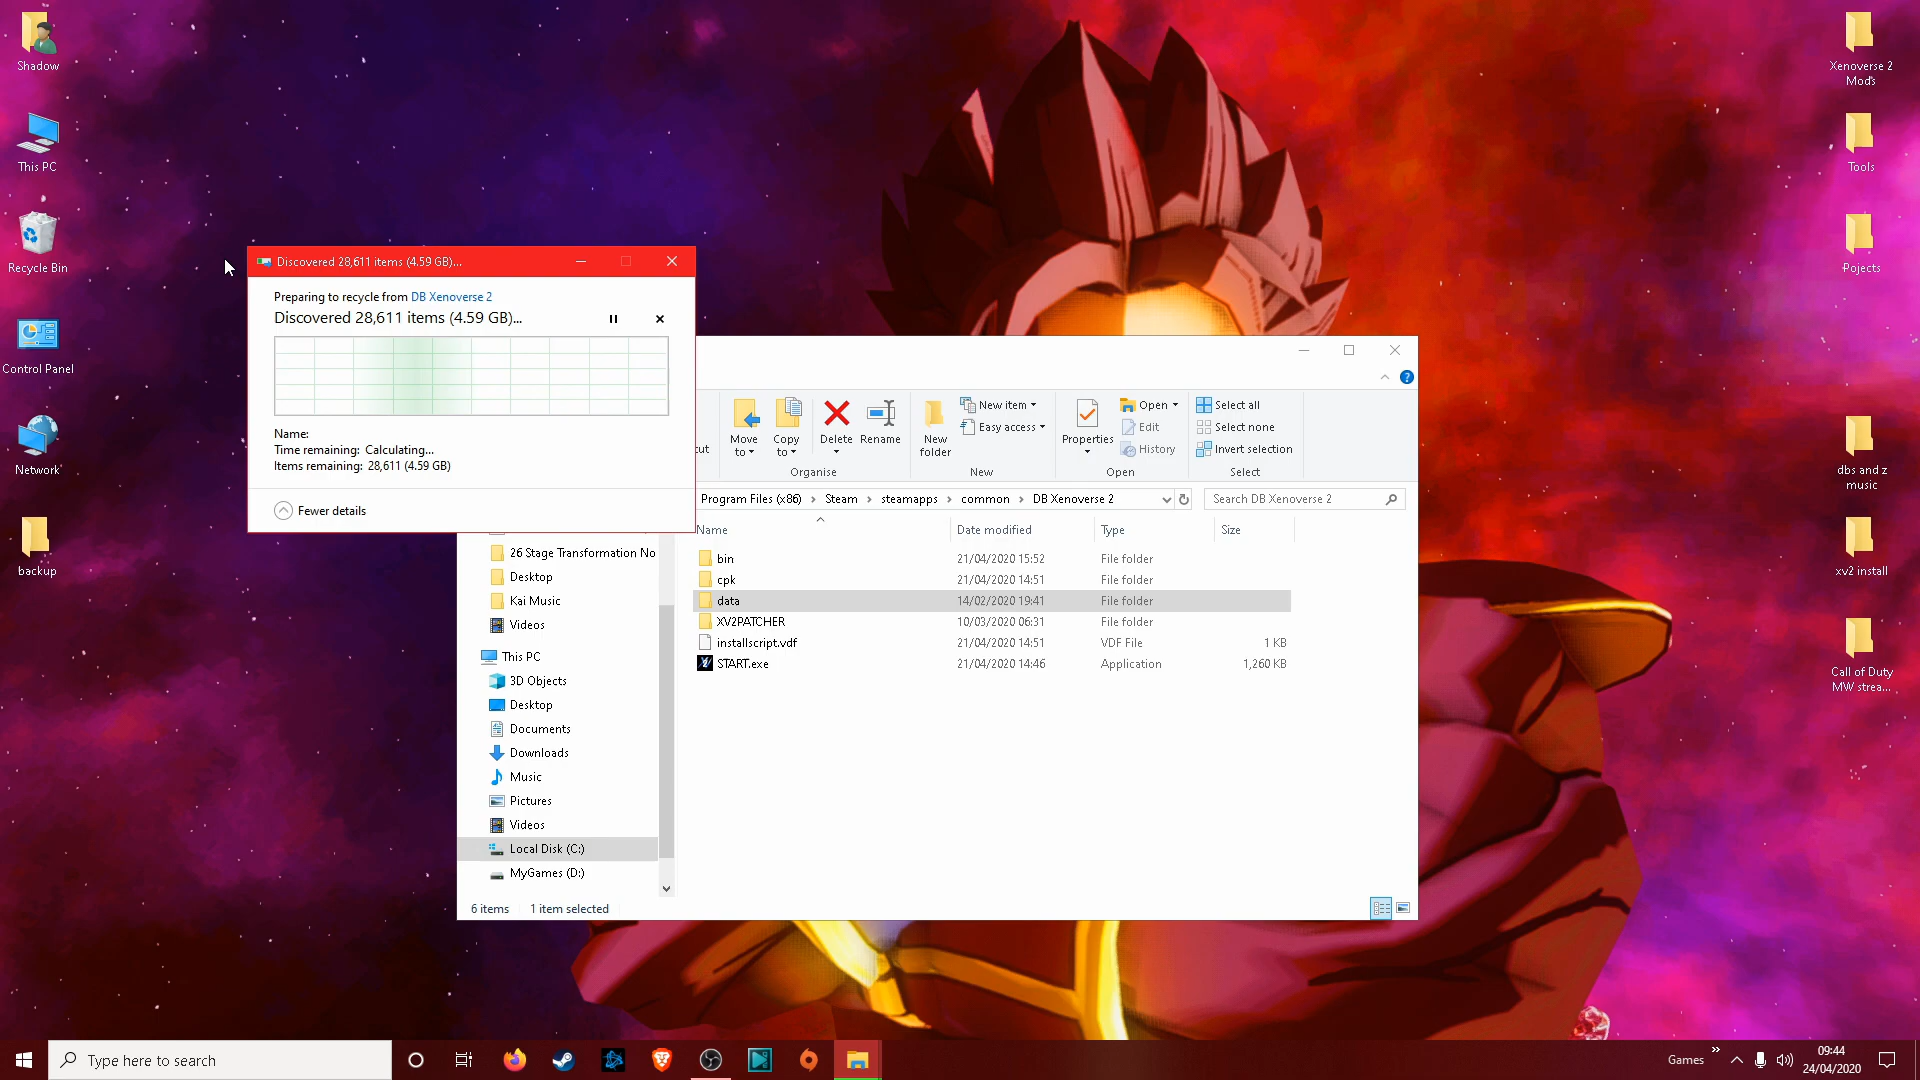 Shadow
This PC
Recycle Bin
Control Panel
Network
backup
Xenoverse 2
Mods
Tools
Pojects
dbs and z
music
xv2 install
Call of Duty
MW strea...
Discovered 28,611 items (4.59 GB)...
Preparing to recycle from DB Xenoverse 2
Discovered 28,611 items (4.59 GB)...
Name:
Time remaining: Calculating...
Items remaining: 28,611 (4.59 GB)
Fewer details
Move to
Copy to
Delete
Rename
Organise
New folder
New item
Easy access
New
Properties
Open
Edit
History
Open
Select all
Select none
Invert selection
Select
Program Files (x86) > Steam > steamapps > common > DB Xenoverse 2
Search DB Xenoverse 2
Name Date modified Type Size
bin 21/04/2020 15:52 File folder
cpk 21/04/2020 14:51 File folder
data 14/02/2020 19:41 File folder
XV2PATCHER 10/03/2020 06:31 File folder
installscript.vdf 21/04/2020 14:51 VDF File 1 KB
START.exe 21/04/2020 14:46 Application 1,260 KB
26 Stage Transformation No
Desktop
Kai Music
Videos
This PC
3D Objects
Desktop
Documents
Downloads
Music
Pictures
Videos
Local Disk (C:)
MyGames (D:)
6 items 1 item selected
Type here to search
Games
09:44
24/04/2020